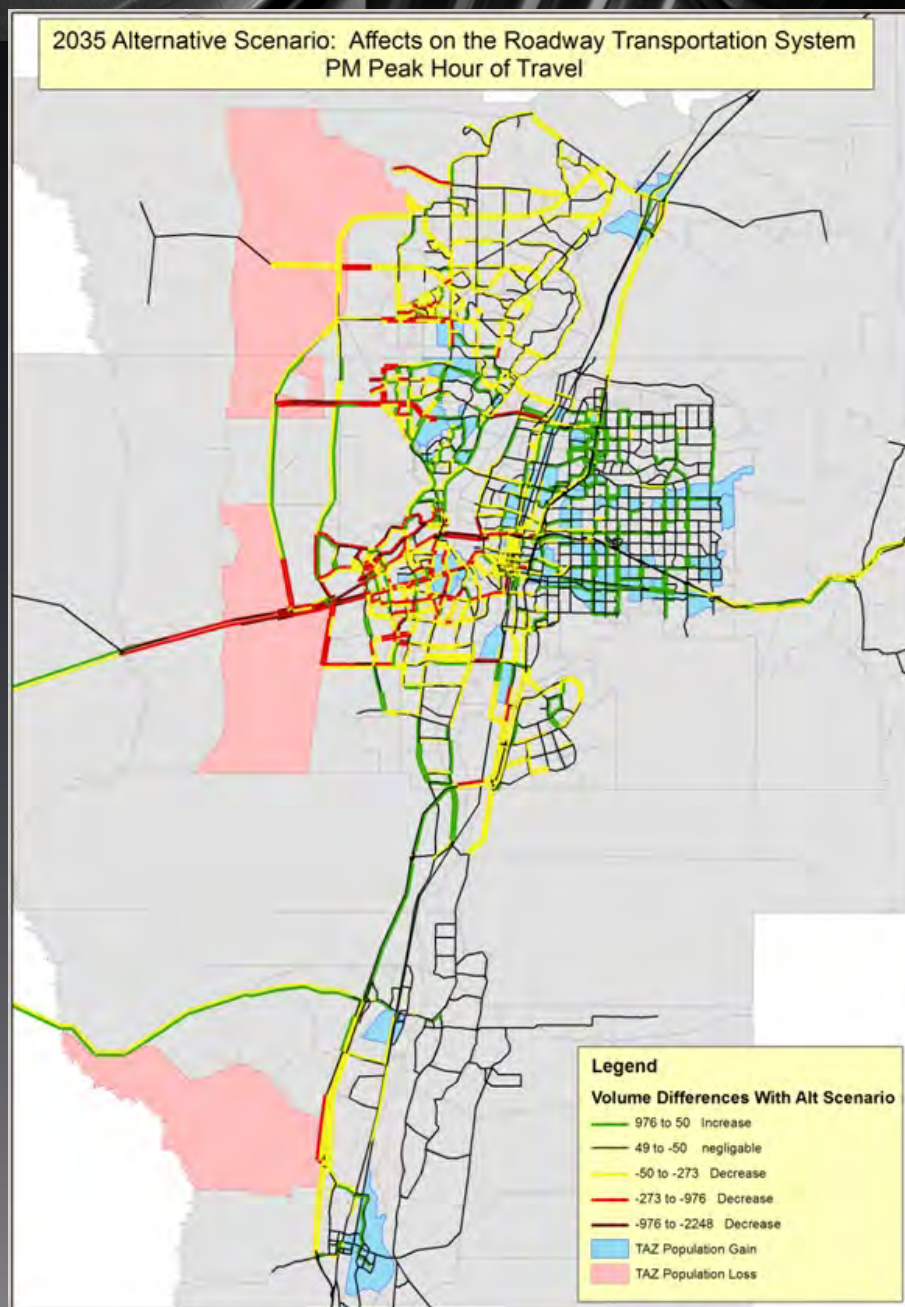 2035 Alternative Scenario: Affects on the Roadway Transportation System
PM Peak Hour of Travel
Legend
Volume Differences With Alt Scenario
976 to 50 Increase
49 to -50 negligable
-50 to -273 Decrease
-273 to -976 Decrease
-976 to -2248 Decrease
TAZ Population Gain
TAZ Population Loss